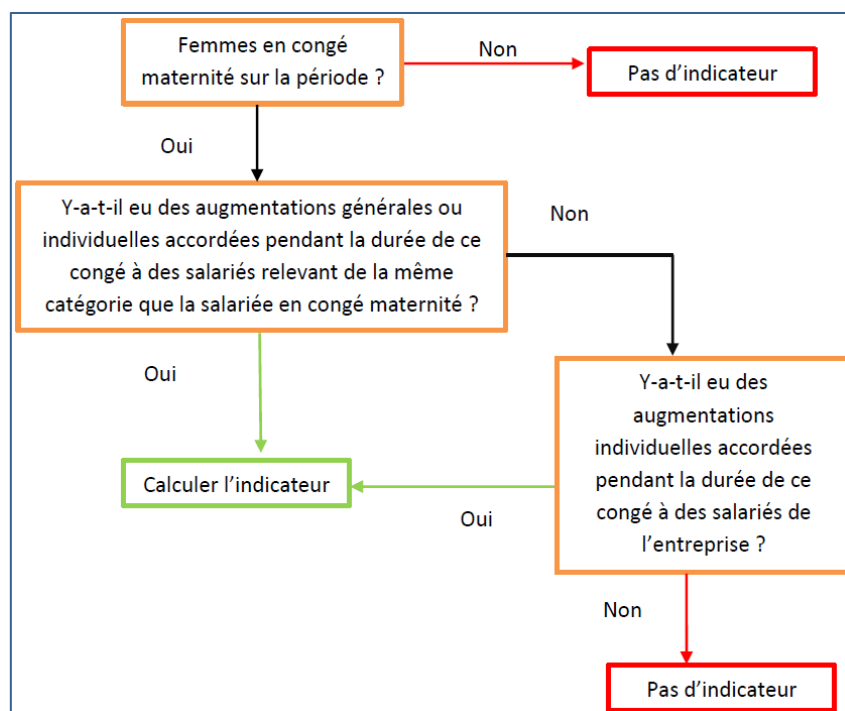 Femmes en congé
maternité sur la période ?
Non
Pas d’indicateur
Oui
Y-a-t-il eu des augmentations générales ou
individuelles accordées pendant la durée de ce
congé à des salariés relevant de la même
catégorie que la salariée en congé maternité ?
Non
Oui
Y-a-t-il eu des
augmentations
individuelles accordées
pendant la durée de ce
congé à des salariés de
l’entreprise ?
Calculer l’indicateur
Oui
Non
Pas d’indicateur